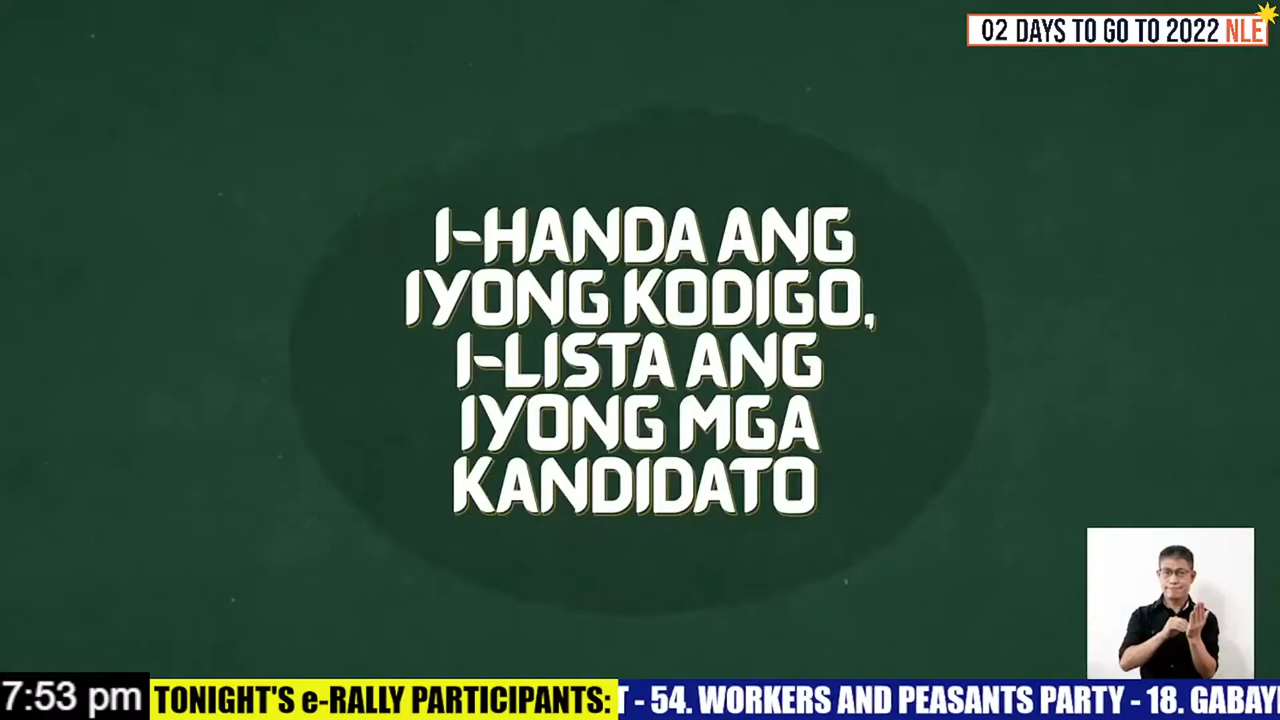 02 DAYS TO GO TO 2022 NLE
I-HANDA ANG
IYONG KODIGO,
I-LISTA ANG
IYONG MGA
KANDIDATO
7:53 pm TONIGHT'S e-RALLY PARTICIPANTS: T - 54. WORKERS AND PEASANTS PARTY - 18. GABAY